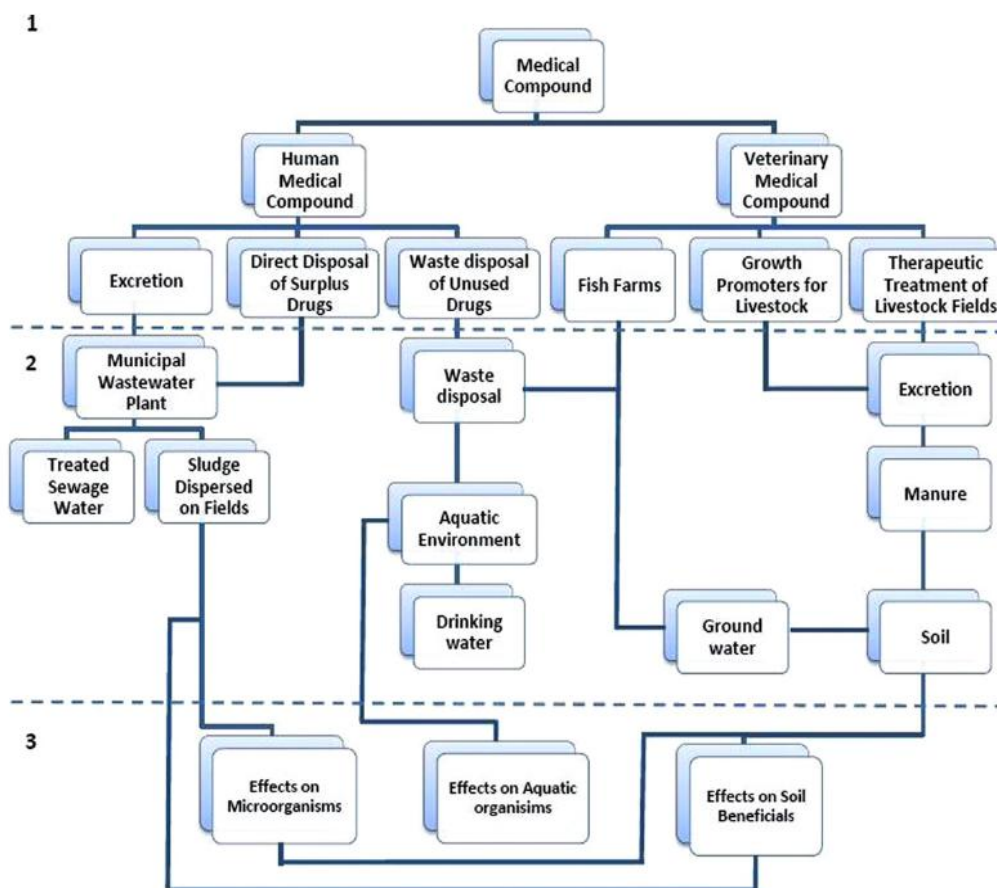 1
Medical
Compound
Human
Medical
Compound
Veterinary
Medical
Compound
Excretion
Direct Disposal
of Surplus
Drugs
Waste disposal
of Unused
Drugs
Fish Farms
Growth
Promoters for
Livestock
Therapeutic
Treatment of
Livestock Fields
2
Municipal
Wastewater
Plant
Waste
disposal
Excretion
Treated
Sewage
Water
Sludge
Dispersed
on Fields
Aquatic
Environment
Manure
Drinking
water
Ground
water
Soil
3
Effects on
Microorganisms
Effects on Aquatic
organisims
Effects on Soil
Beneficials